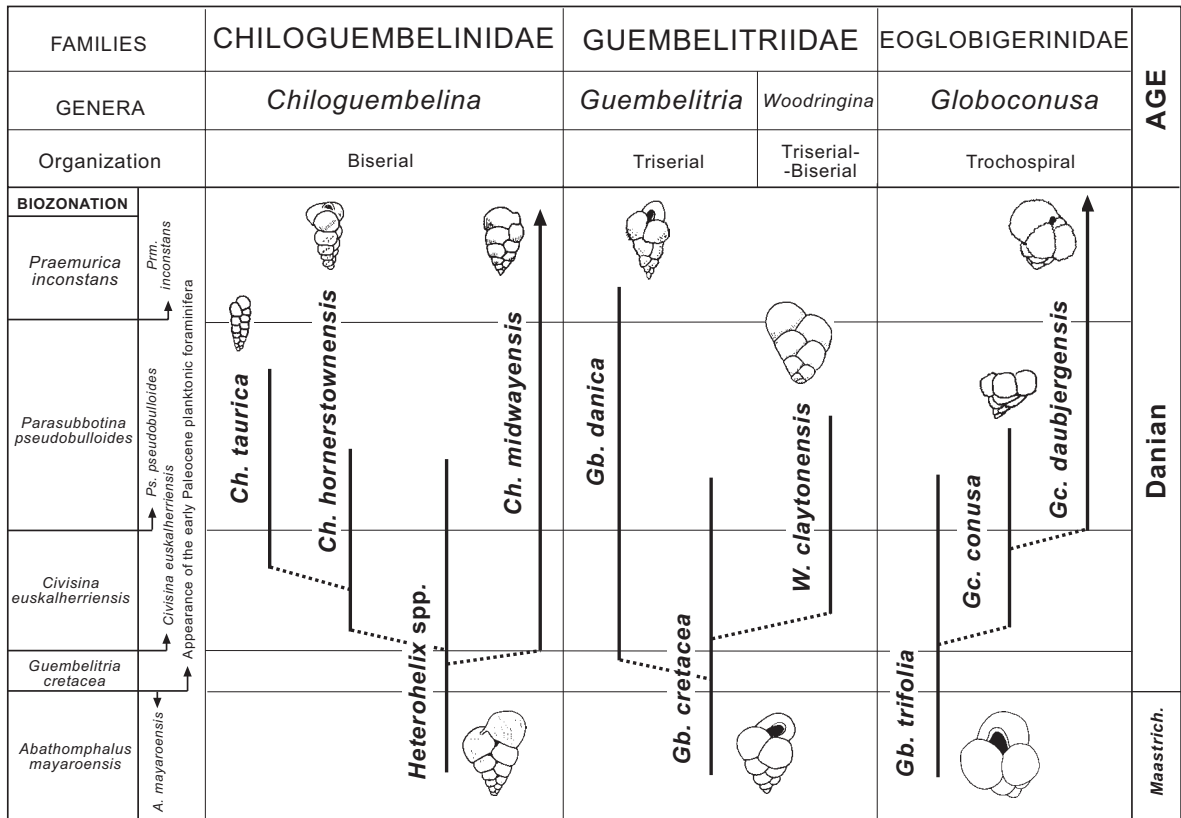 FAMILIES
CHILOGUEMBELINIDAE
GUEMBELITRIIDAE
EOGLOBIGERINIDAE
AGE
GENERA
Chiloguembelina
Guembelitria
Woodringina
Globoconusa
Organization
Biserial
Triserial
Triserial-
-Biserial
Trochospiral
BIOZONATION
Praemurica
inconstans
Parasubbotina
pseudobulloides
Civisina
euskalherriensis
Guembelitria
cretacea
Abathomphalus
mayaroensis
Prm.
inconstans
Ps. pseudobulloides
Civisina euskalherriensis
Appearance of the early Paleocene planktonic foraminifera
A. mayaroensis
Ch. taurica
Ch. hornerstownensis
Heterohelix spp.
Ch. midwayensis
Gb. danica
Gb. cretacea
W. claytonensis
Gb. trifolia
Gc. conusa
Gc. daubjergensis
Danian
Maastrich.